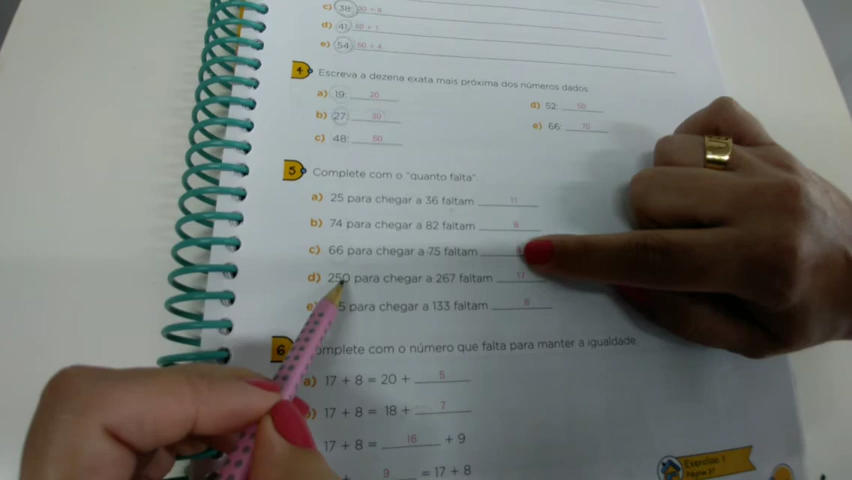 c) 38: 30 + 8
d) 41: 40 + 1
e) 54: 50 + 4
4 Escreva a dezena exata mais próxima dos números dados.
a) 19: 20
b) 27: 30
c) 48: 50
d) 52: 50
e) 66: 70
5 Complete com o "quanto falta".
a) 25 para chegar a 36 faltam 11
b) 74 para chegar a 82 faltam 8
c) 66 para chegar a 75 faltam
d) 250 para chegar a 267 faltam 17
e) 5 para chegar a 133 faltam 8
6 omplete com o número que falta para manter a igualdade.
a) 17 + 8 = 20 + 5
) 17 + 8 = 18 + 7
17 + 8 = 16 + 9
+ 9 = 17 + 8
Exercício 1
Página 37